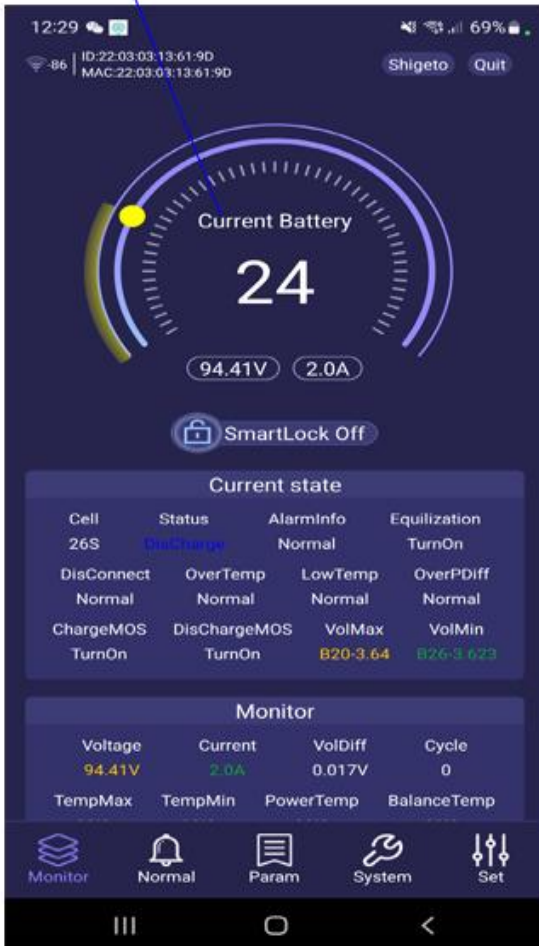 12:29 69%
-86 ID:22:03:03:13:61:9D
MAC:22:03:03:13:61:9D
Shigeto Quit
Current Battery
24
94.41V 2.0A
SmartLock Off
Current state
Cell Status AlarmInfo Equilization
26S DisCharge Normal TurnOn
DisConnect OverTemp LowTemp OverPDiff
Normal Normal Normal Normal
ChargeMOS DisChargeMOS VolMax VolMin
TurnOn TurnOn B20-3.64 B26-3.623
Monitor
Voltage Current VolDiff Cycle
94.41V 2.0A 0.017V 0
TempMax TempMin PowerTemp BalanceTemp
Monitor Normal Param System Set